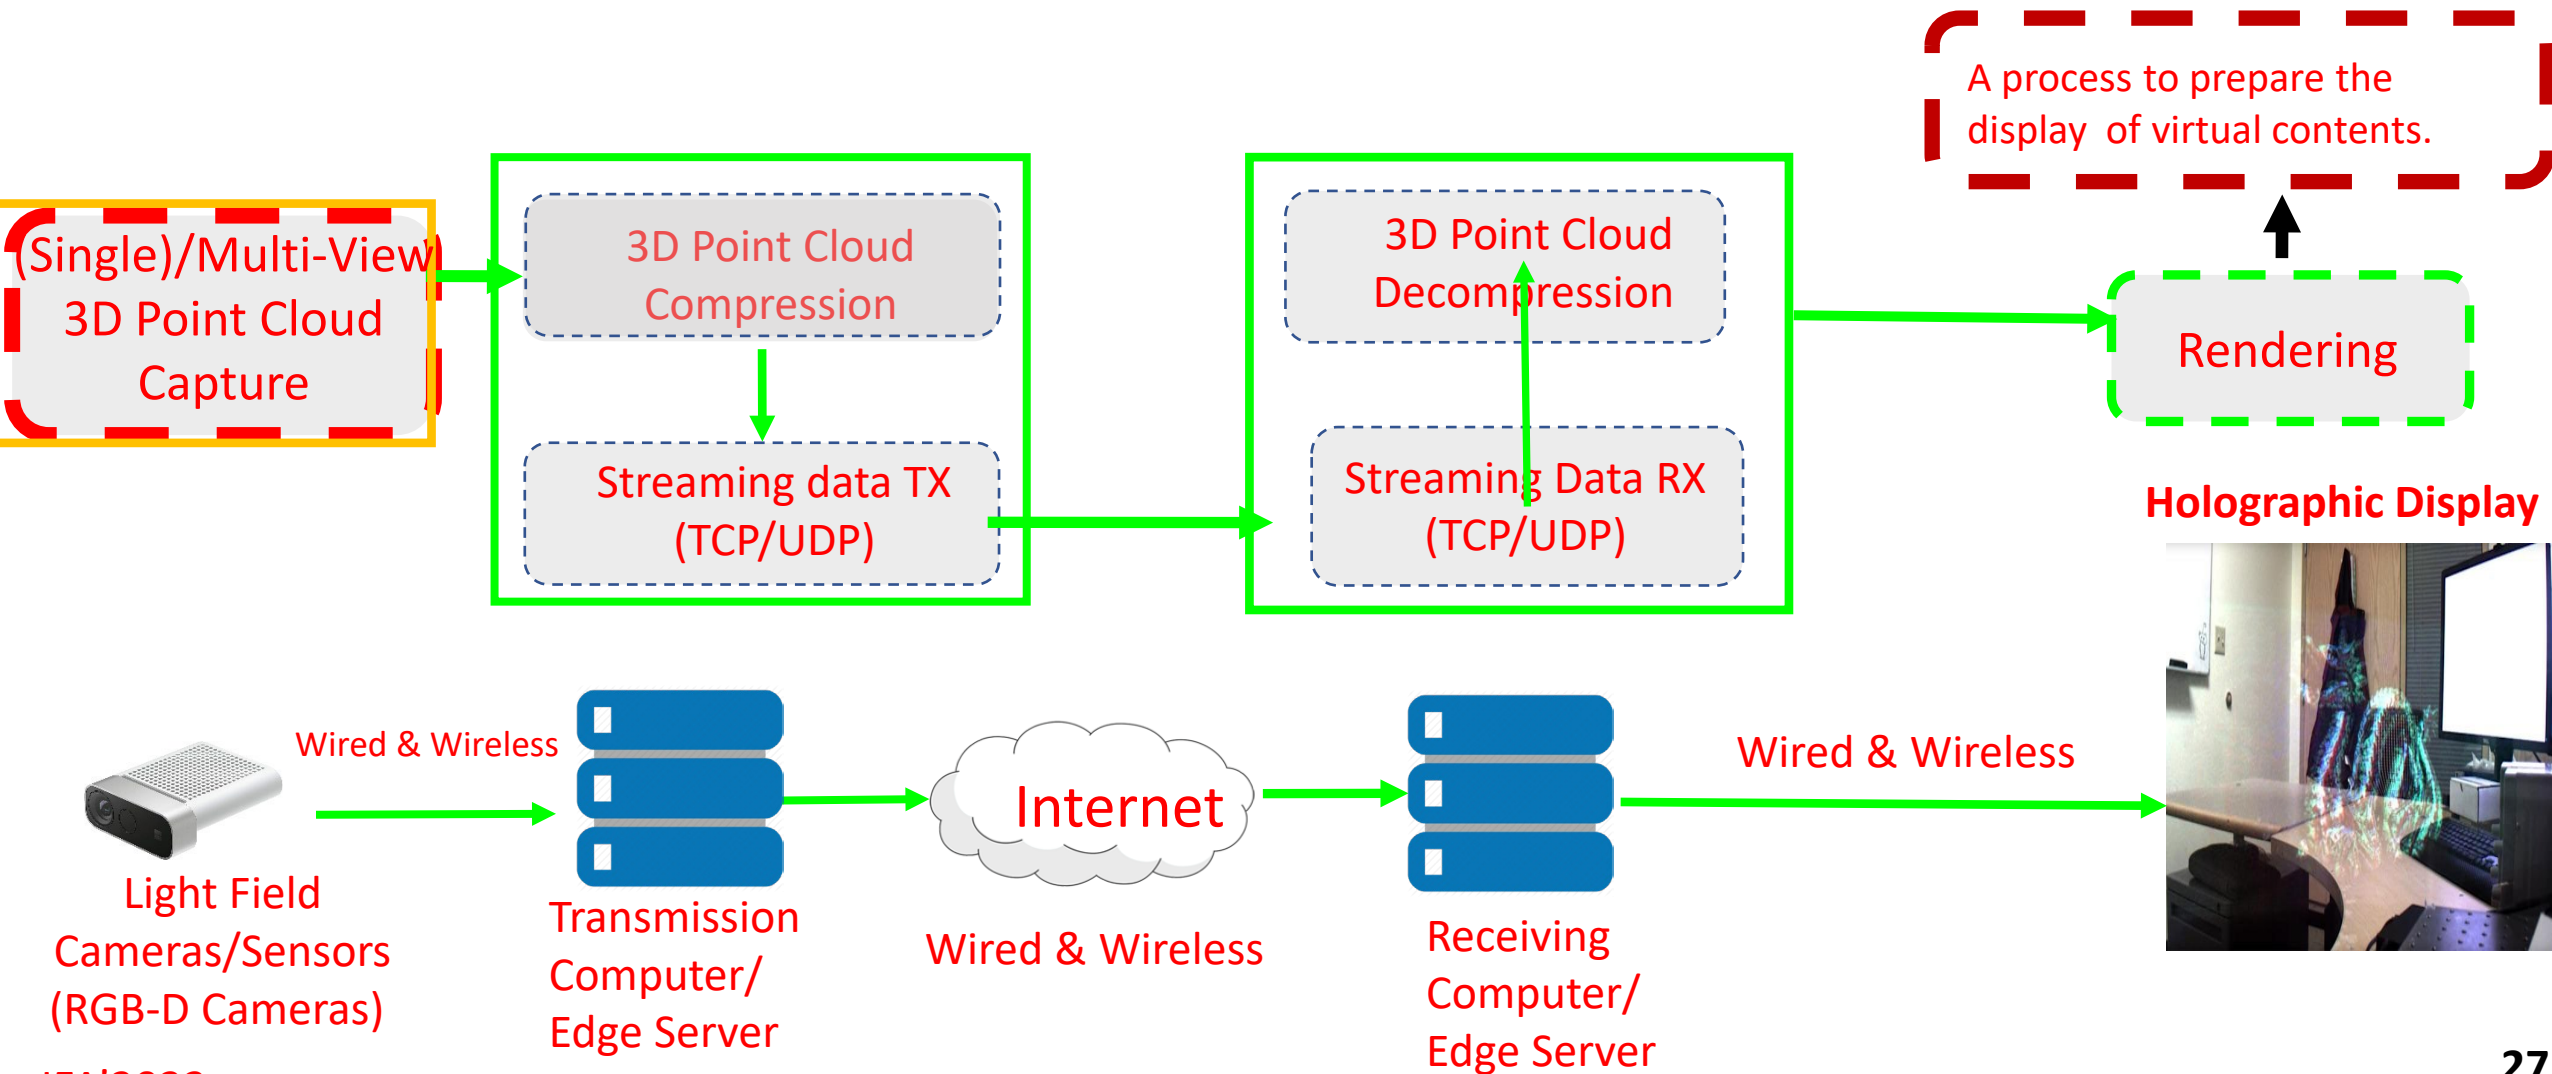 A process to prepare the
display of virtual contents.
(Single)/Multi-View
3D Point Cloud
Capture
3D Point Cloud
Compression
3D Point Cloud
Decompression
Rendering
Streaming data TX
(TCP/UDP)
Streaming Data RX
(TCP/UDP)
Holographic Display
Wired & Wireless
Internet
Wired & Wireless
Light Field
Cameras/Sensors
(RGB-D Cameras)
Transmission
Computer/
Edge Server
Wired & Wireless
Receiving
Computer/
Edge Server
27